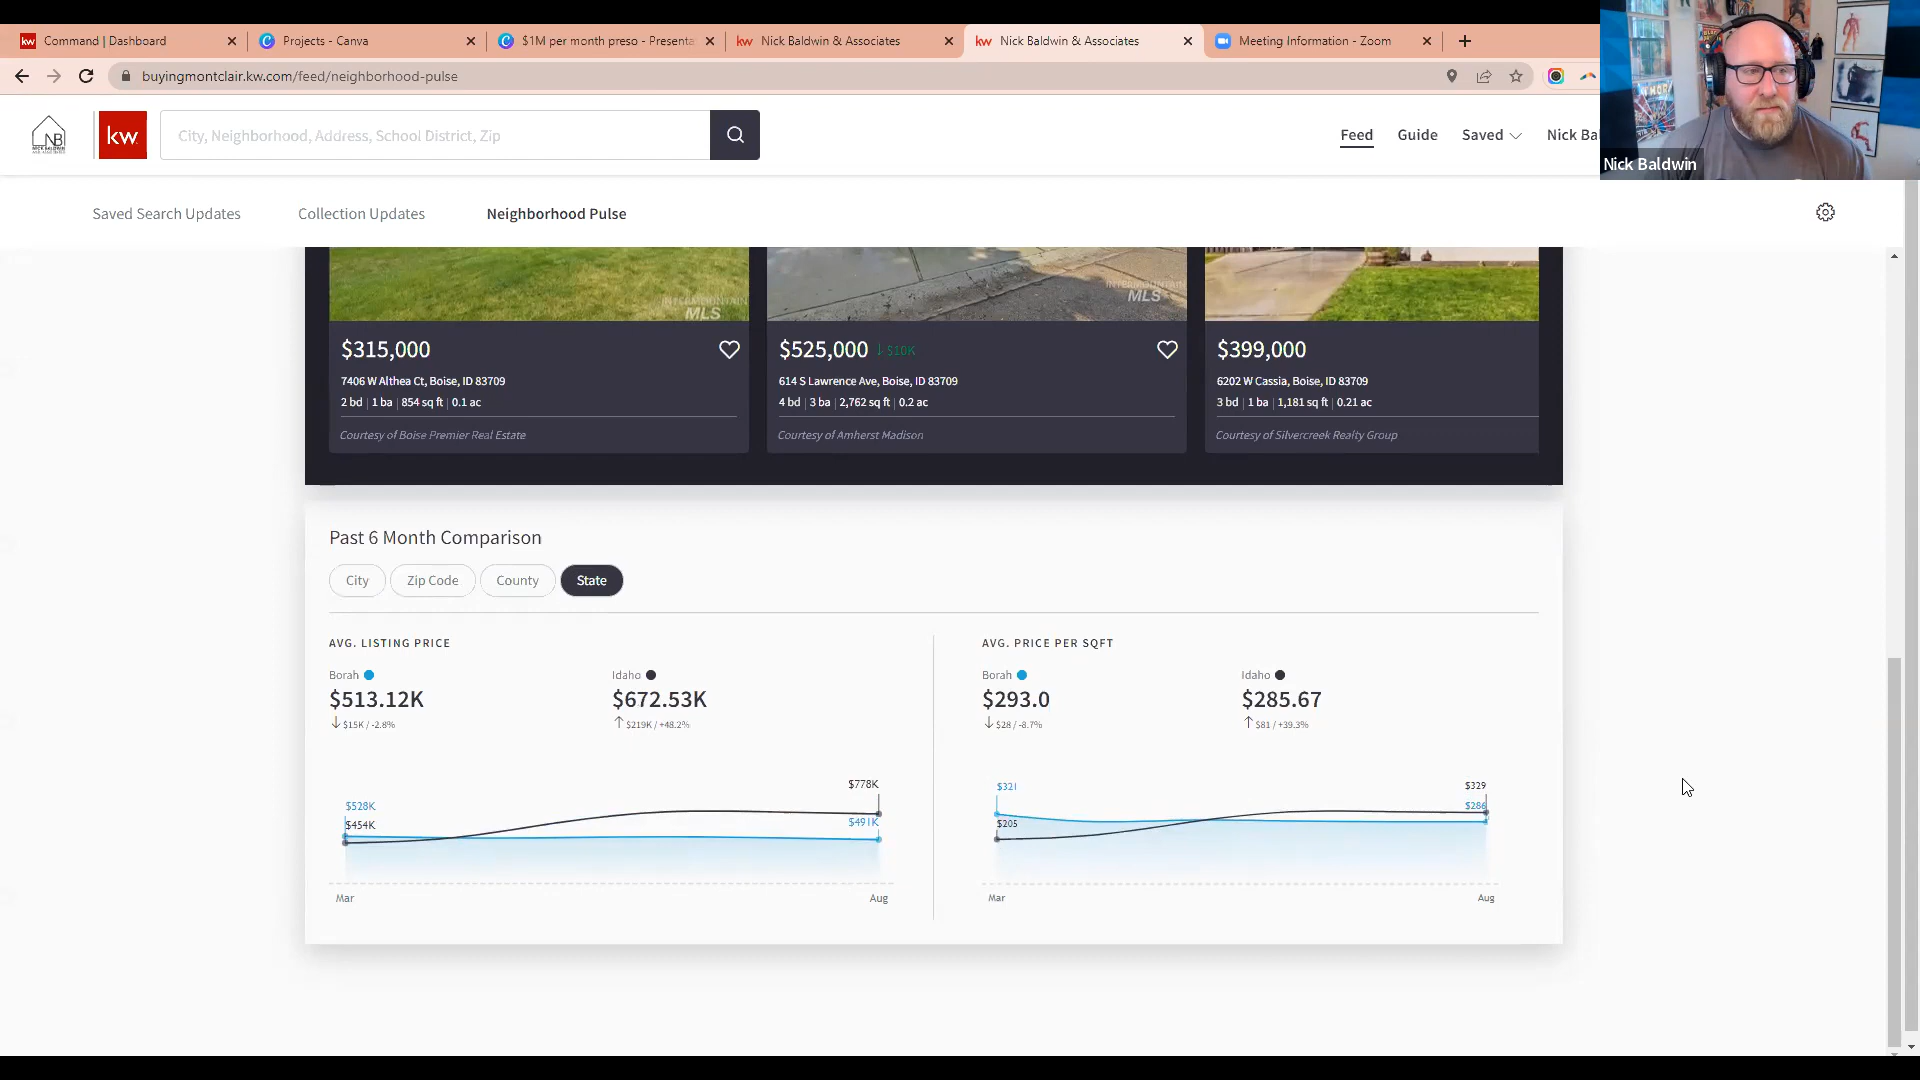 Command | Dashboard
Projects - Canva
$1M per month preso - Presenta
Nick Baldwin & Associates
Nick Baldwin & Associates
Meeting Information - Zoom
buyingmontclair.kw.com/feed/neighborhood-pulse
NB
kw
City, Neighborhood, Address, School District, Zip
Feed
Guide
Saved
Nick Ba
Nick Baldwin
Saved Search Updates
Collection Updates
Neighborhood Pulse
INTERMOUNTAIN
MLS
INTERMOUNTAIN
MLS
$315,000
$525,000 ↓ $10K
$399,000
7406 W Althea Ct, Boise, ID 83709
614 S Lawrence Ave, Boise, ID 83709
6202 W Cassia, Boise, ID 83709
2 bd | 1 ba | 854 sq ft | 0.1 ac
4 bd | 3 ba | 2,762 sq ft | 0.2 ac
3 bd | 1 ba | 1,181 sq ft | 0.21 ac
Courtesy of Boise Premier Real Estate
Courtesy of Amherst Madison
Courtesy of Silvercreek Realty Group
Past 6 Month Comparison
City
Zip Code
County
State
AVG. LISTING PRICE
Borah
Idaho
$513.12K
$672.53K
↓ $15K / -2.8%
↑ $219K / +48.2%
$528K
$454K
$778K
$491K
Mar
Aug
AVG. PRICE PER SQFT
Borah
Idaho
$293.0
$285.67
↓ $28 / -8.7%
↑ $81 / +39.3%
$321
$205
$329
$286
Mar
Aug